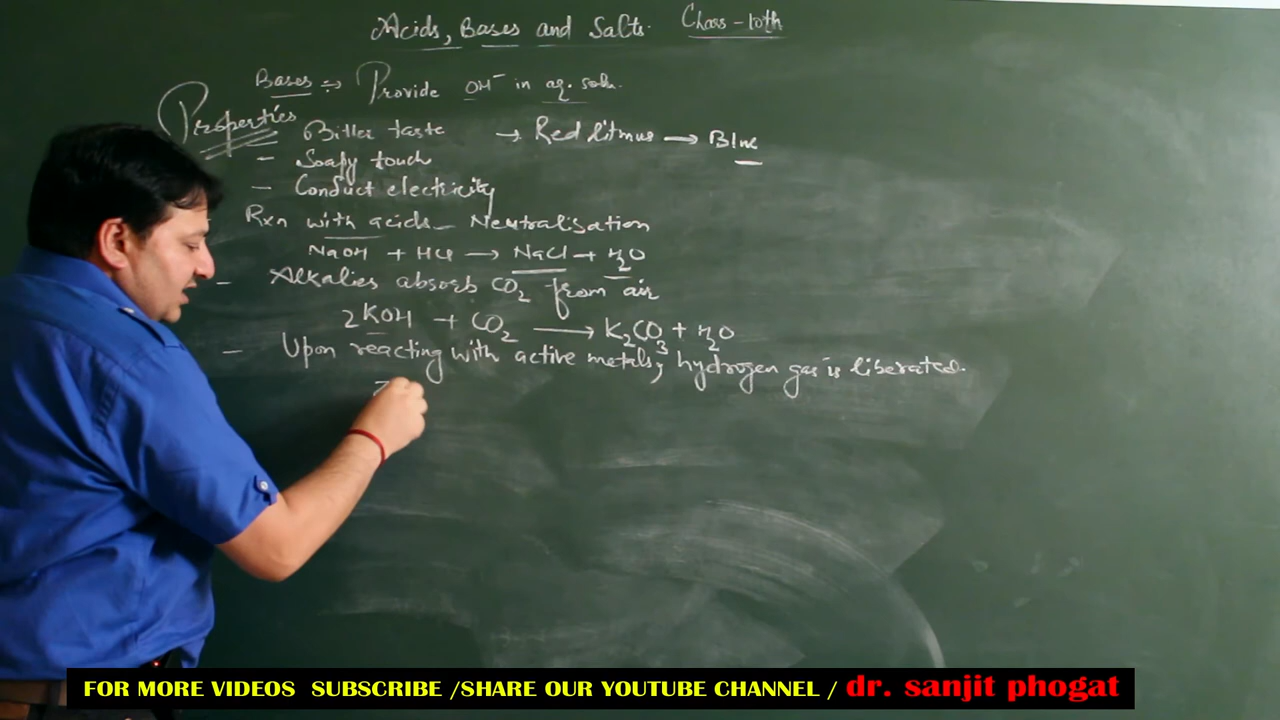 Acids, Bases and Salts. Class - 10th
Bases ⇒ Provide OH⁻ in aq. soln.
Properties
Bitter taste → Red litmus → Blue
- Soapy touch
- Conduct electricity
Rxn with acids - Neutralisation
NaOH + HCl → NaCl + H₂O
- Alkalies absorb CO₂ from air
2KOH + CO₂ → K₂CO₃ + H₂O
- Upon reacting with active metals, hydrogen gas is liberated.
FOR MORE VIDEOS SUBSCRIBE /SHARE OUR YOUTUBE CHANNEL / dr. sanjit phogat